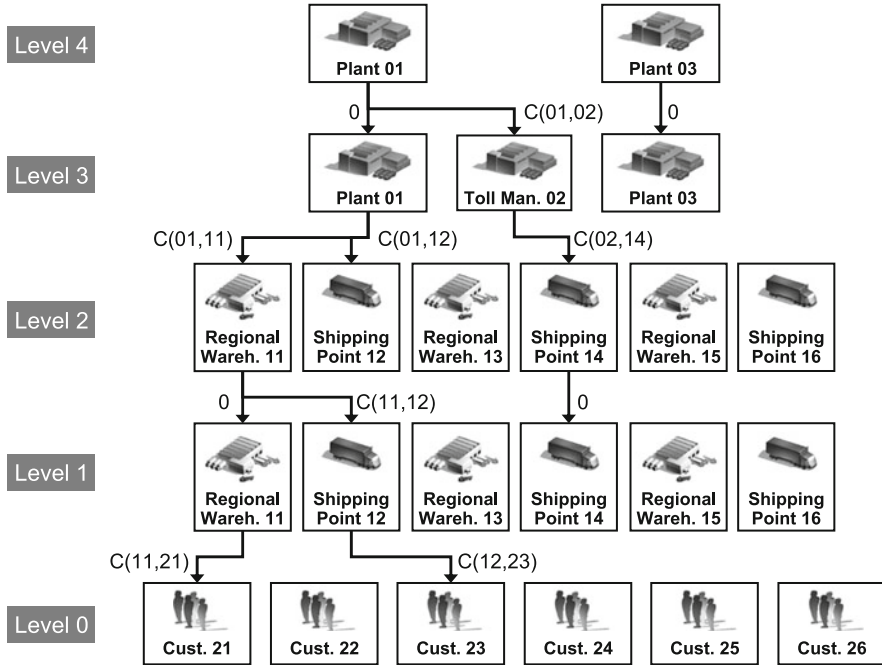 Level 4
Plant 01
Plant 03
0
C(01,02)
0
Level 3
Plant 01
Toll Man. 02
Plant 03
C(01,11)
C(01,12)
C(02,14)
Level 2
Regional
Wareh. 11
Shipping
Point 12
Regional
Wareh. 13
Shipping
Point 14
Regional
Wareh. 15
Shipping
Point 16
0
C(11,12)
0
Level 1
Regional
Wareh. 11
Shipping
Point 12
Regional
Wareh. 13
Shipping
Point 14
Regional
Wareh. 15
Shipping
Point 16
C(11,21)
C(12,23)
Level 0
Cust. 21
Cust. 22
Cust. 23
Cust. 24
Cust. 25
Cust. 26